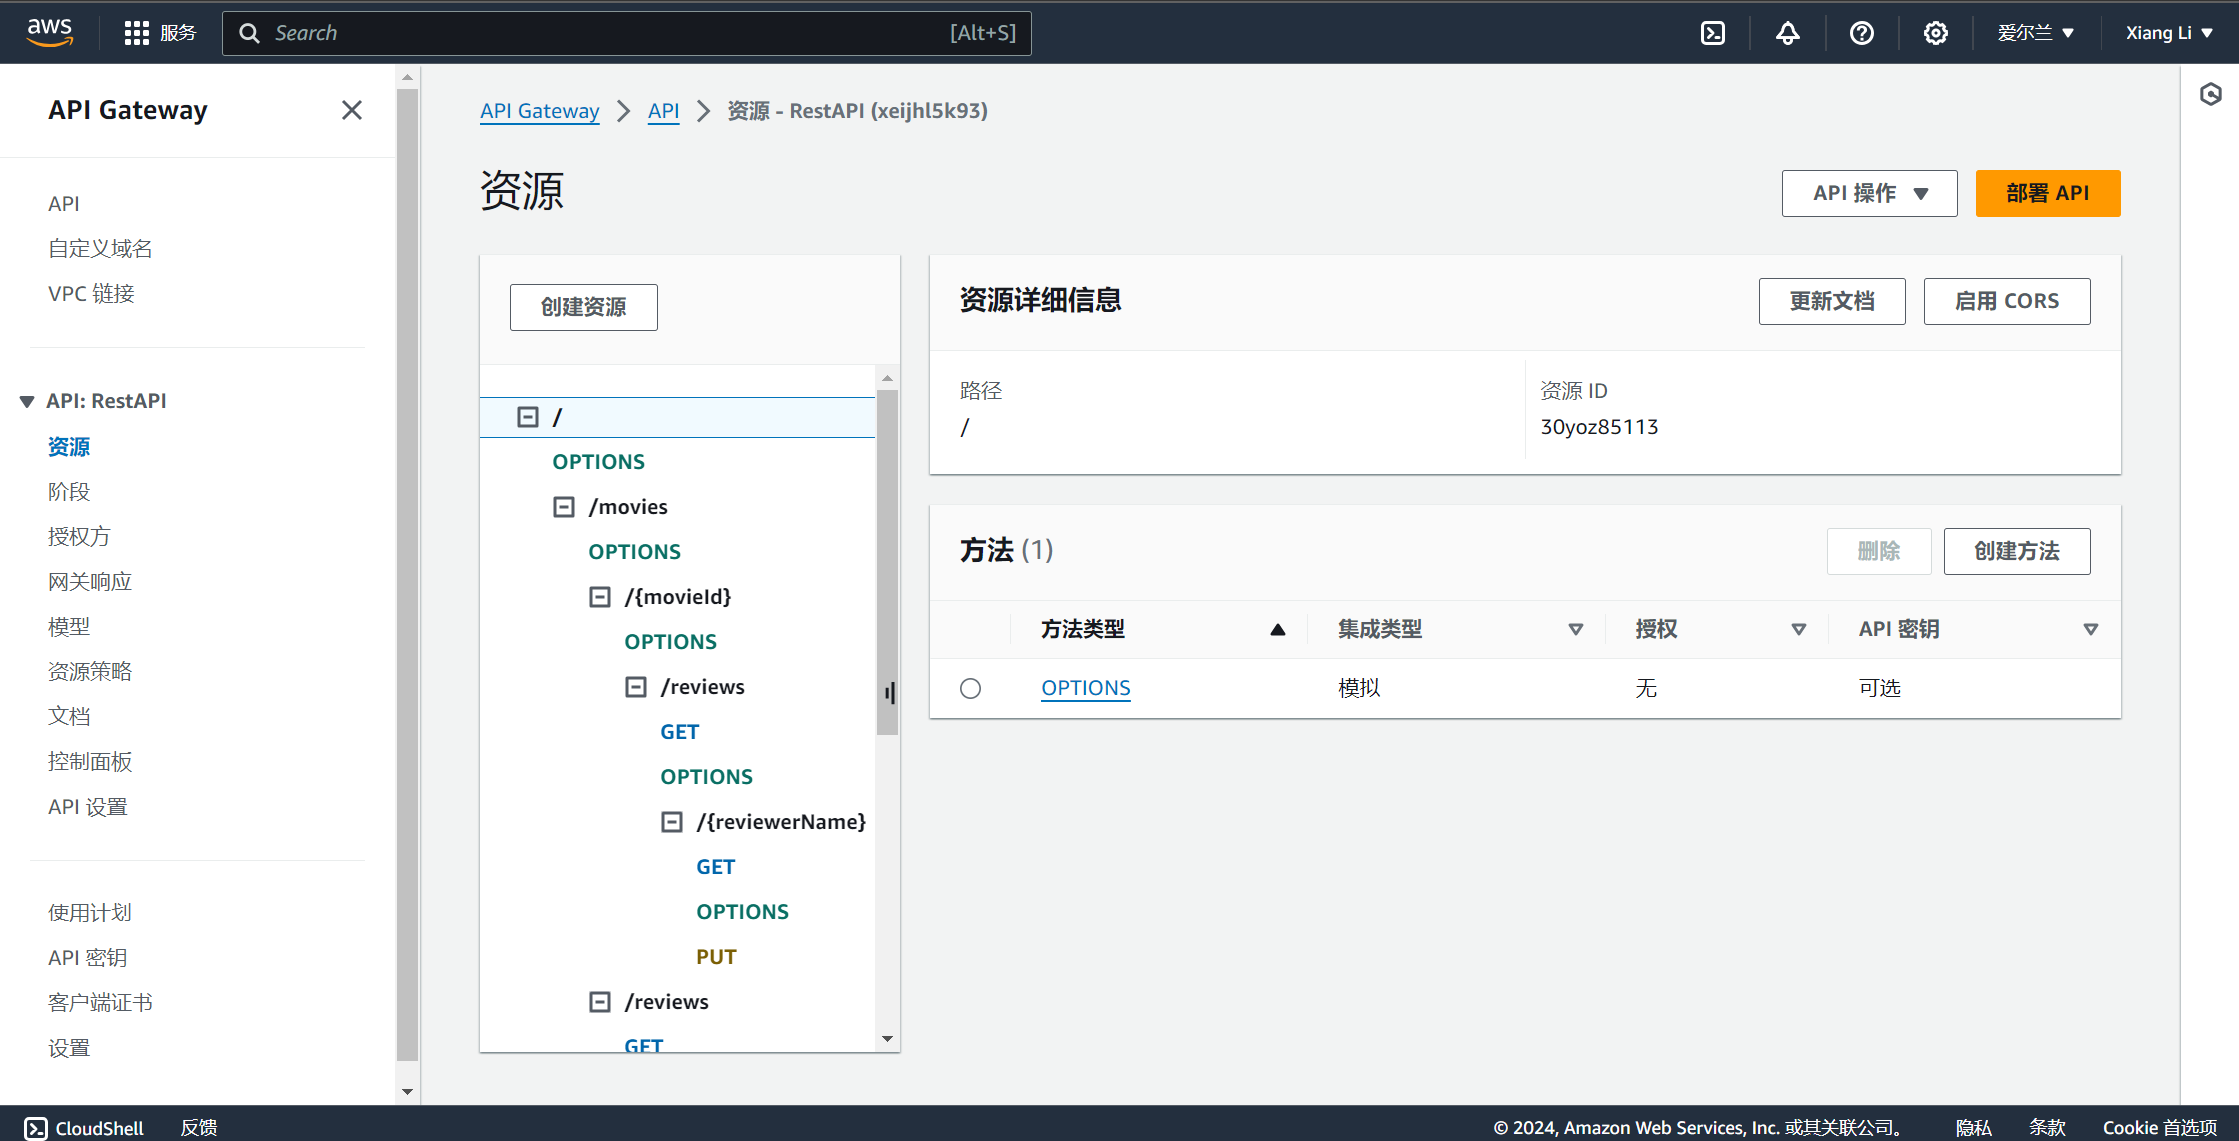 aws
服务
Search
[Alt+S]
爱尔兰
Xiang Li
API Gateway
API
自定义域名
VPC 链接
API: RestAPI
资源
阶段
授权方
网关响应
模型
资源策略
文档
控制面板
API 设置
使用计划
API 密钥
客户端证书
设置
API Gateway > API > 资源 - RestAPI (xeijhl5k93)
资源
API 操作
部署 API
创建资源
/
OPTIONS
/movies
OPTIONS
/{movieId}
OPTIONS
/reviews
GET
OPTIONS
/{reviewerName}
GET
OPTIONS
PUT
/reviews
GET
资源详细信息
更新文档
启用 CORS
路径
/
资源 ID
30yoz85113
方法 (1)
删除
创建方法
方法类型 集成类型 授权 API 密钥
OPTIONS 模拟 无 可选
CloudShell
反馈
© 2024, Amazon Web Services, Inc. 或其关联公司。
隐私
条款
Cookie 首选项